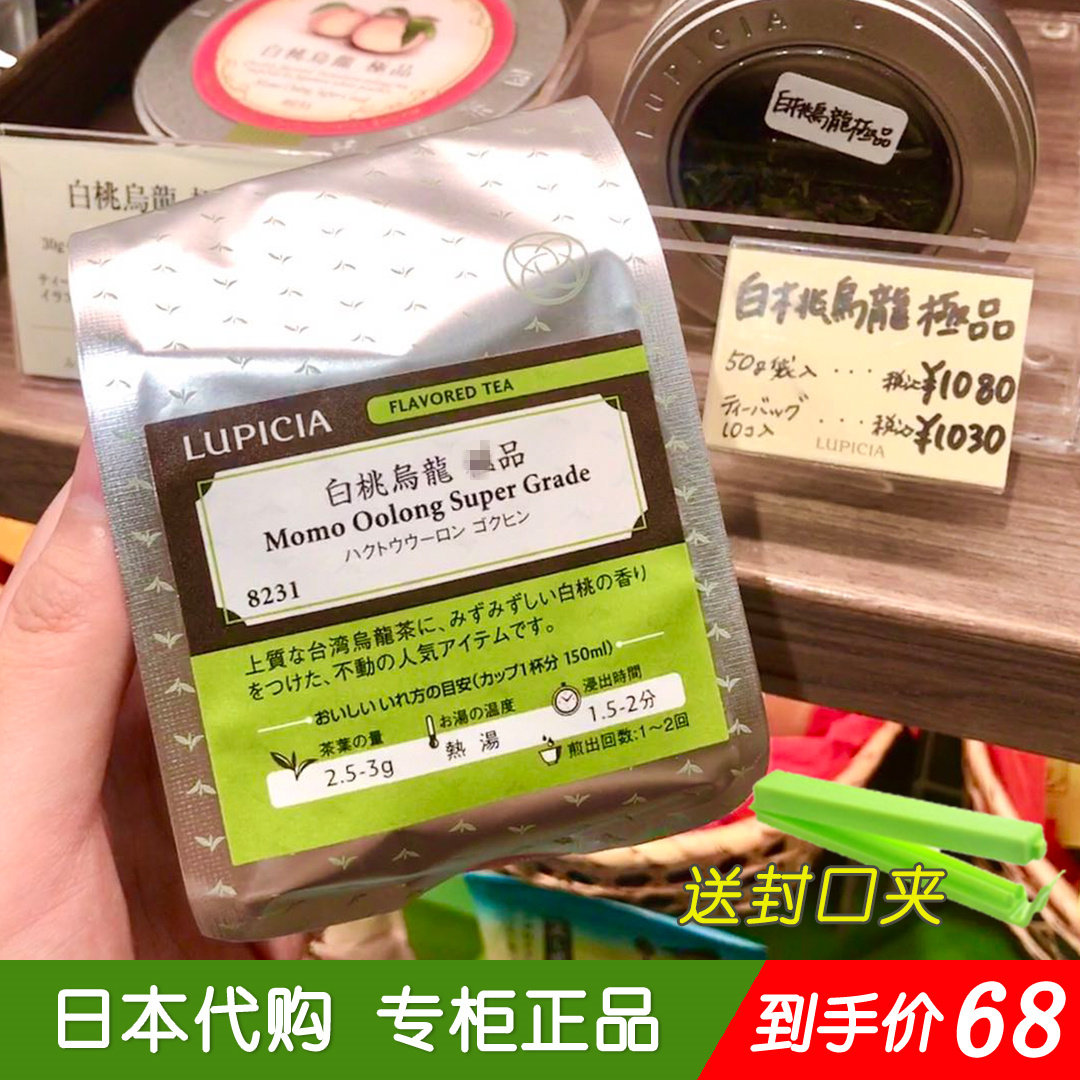 白桃烏龍 極品
8231
LUPICIA
白桃烏龍極品
白桃烏龍
30g
白桃烏龍 極品
50g袋入 ・・・ 税込¥1080
ティーバッグ
10コ入 ・・・ 税込¥1030
LUPICIA
LUPICIA
FLAVORED TEA
白桃烏龍 品
Momo Oolong Super Grade
ハクトウウーロン ゴクヒン
8231
上質な台湾烏龍茶に、みずみずしい白桃の香り
をつけた、不動の人気アイテムです。
おいしいいれ方の目安(カップ1杯分 150ml)
茶葉の量
2.5-3g
お湯の温度
熱湯
浸出時間
1.5-2分
煎出回数:1～2回
送封口夹
日本代购 专柜正品
到手价68